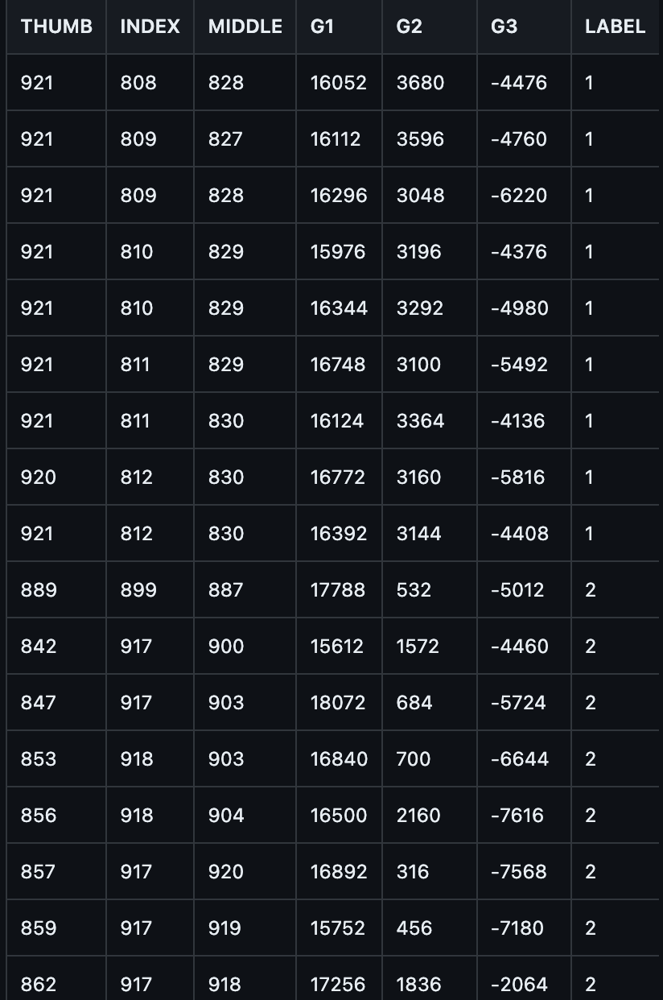 THUMB INDEX MIDDLE G1 G2 G3 LABEL
921 808 828 16052 3680 -4476 1
921 809 827 16112 3596 -4760 1
921 809 828 16296 3048 -6220 1
921 810 829 15976 3196 -4376 1
921 810 829 16344 3292 -4980 1
921 811 829 16748 3100 -5492 1
921 811 830 16124 3364 -4136 1
920 812 830 16772 3160 -5816 1
921 812 830 16392 3144 -4408 1
889 899 887 17788 532 -5012 2
842 917 900 15612 1572 -4460 2
847 917 903 18072 684 -5724 2
853 918 903 16840 700 -6644 2
856 918 904 16500 2160 -7616 2
857 917 920 16892 316 -7568 2
859 917 919 15752 456 -7180 2
862 917 918 17256 1836 -2064 2